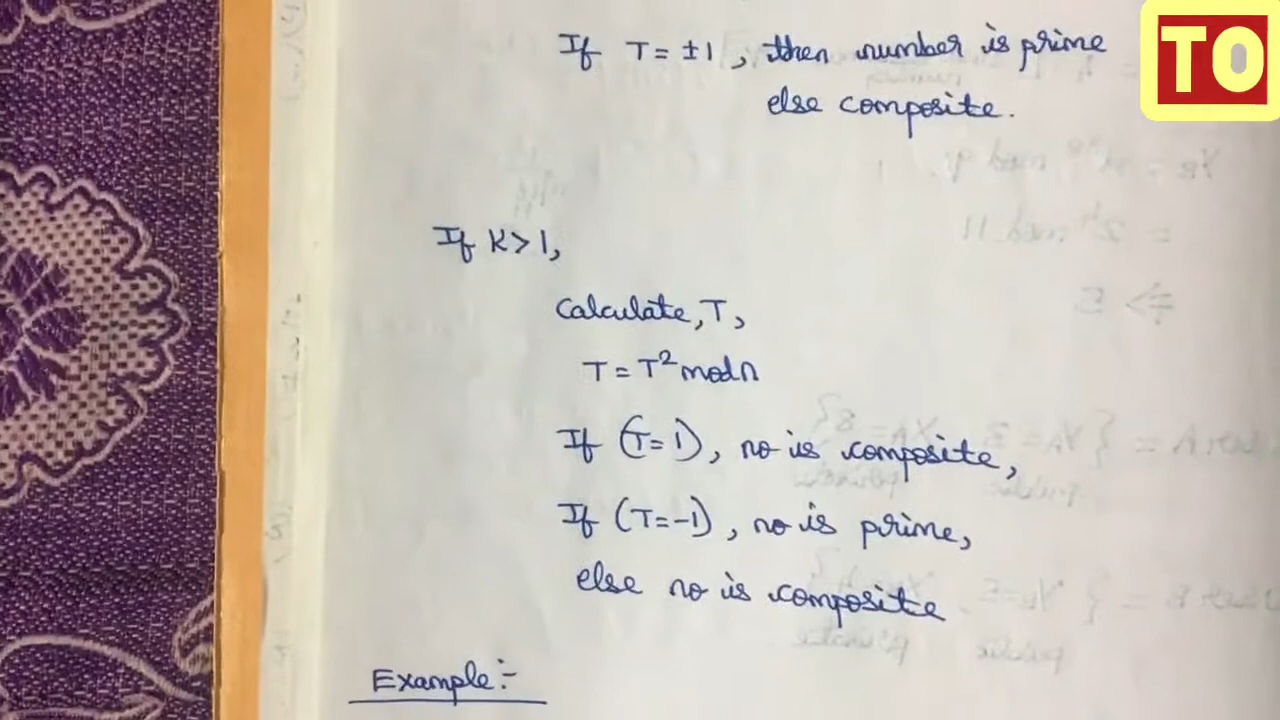 TO
If T = ±1, then number is prime
else composite.
If K > 1,
Calculate, T,
T = T² mod n
If (T = 1), no is composite,
If (T = -1), no is prime,
else no is composite
Example:-